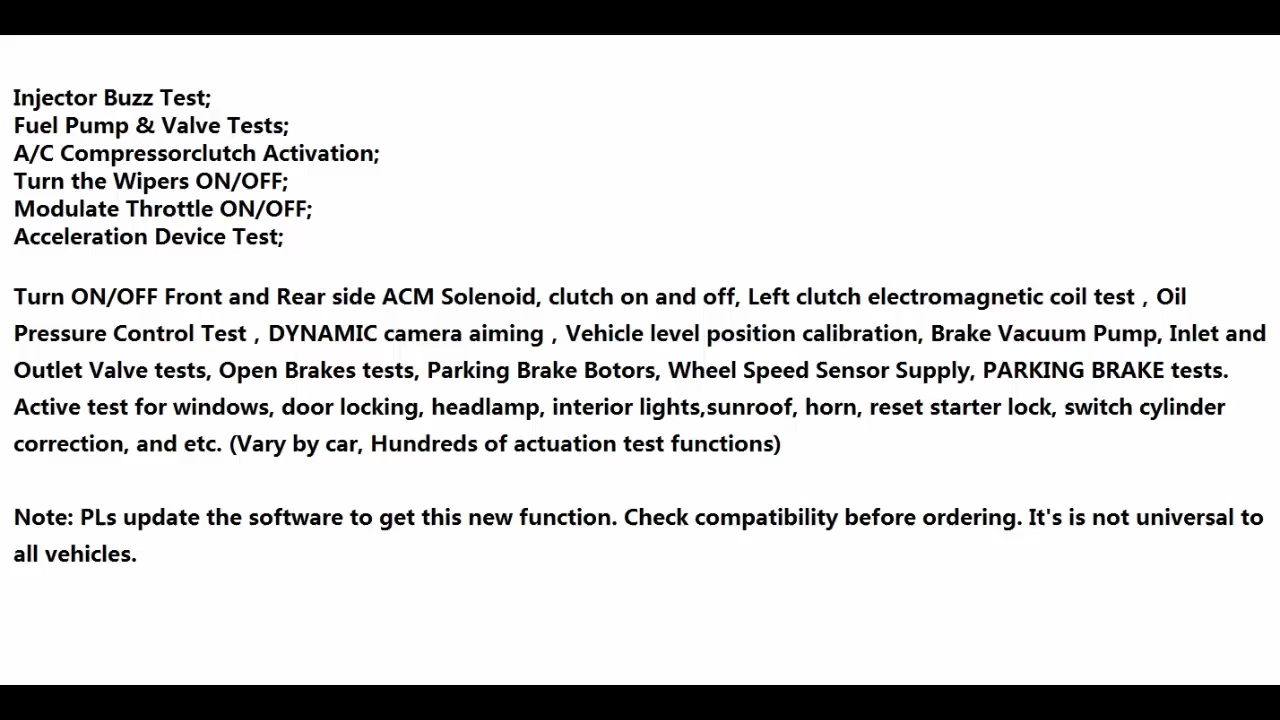 Injector Buzz Test;
Fuel Pump & Valve Tests;
A/C Compressorclutch Activation;
Turn the Wipers ON/OFF;
Modulate Throttle ON/OFF;
Acceleration Device Test;
Turn ON/OFF Front and Rear side ACM Solenoid, clutch on and off, Left clutch electromagnetic coil test , Oil
Pressure Control Test , DYNAMIC camera aiming , Vehicle level position calibration, Brake Vacuum Pump, Inlet and
Outlet Valve tests, Open Brakes tests, Parking Brake Botors, Wheel Speed Sensor Supply, PARKING BRAKE tests.
Active test for windows, door locking, headlamp, interior lights,sunroof, horn, reset starter lock, switch cylinder
correction, and etc. (Vary by car, Hundreds of actuation test functions)
Note: PLs update the software to get this new function. Check compatibility before ordering. It's is not universal to
all vehicles.